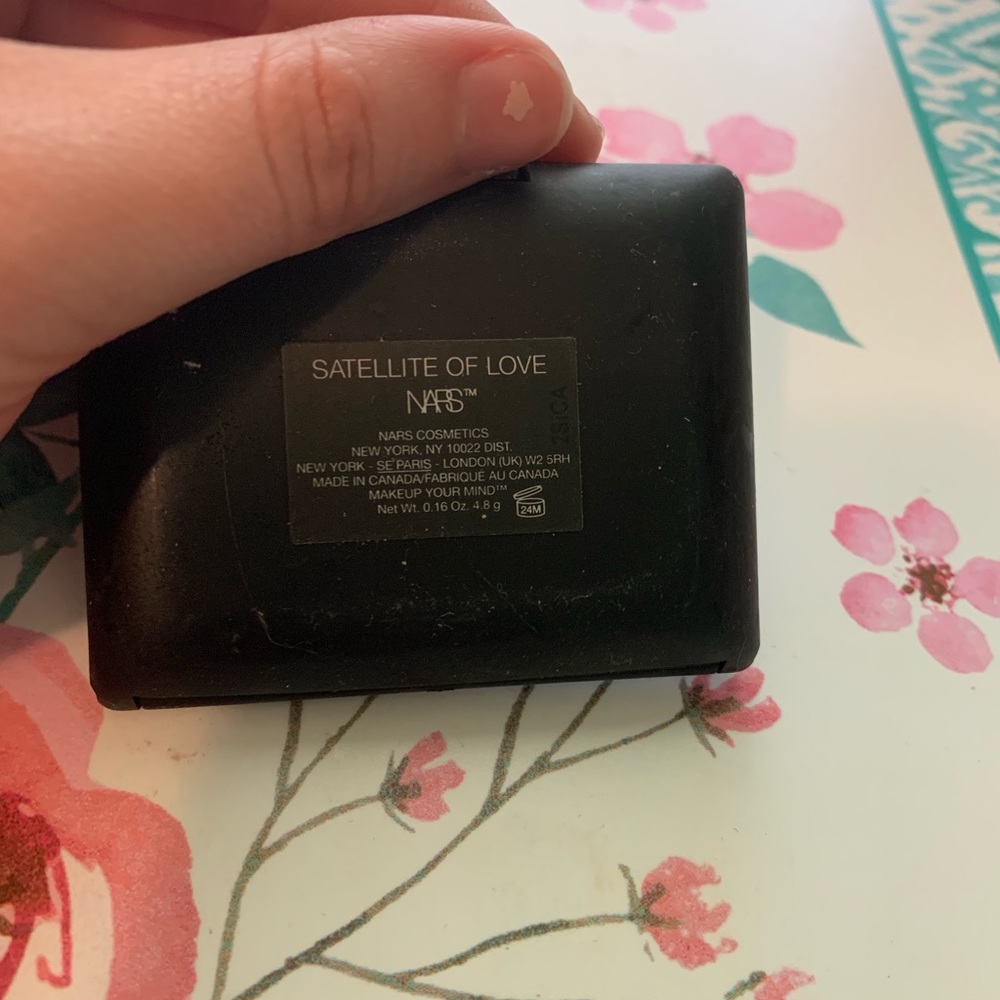 SATELLITE OF LOVE
NARS™
NARS COSMETICS
NEW YORK, NY 10022 DIST.
NEW YORK - SE PARIS - LONDON (UK) W2 5RH
MADE IN CANADA/FABRIQUÉ AU CANADA
MAKEUP YOUR MIND™
Net Wt. 0.16 Oz. 4.8 g
24M